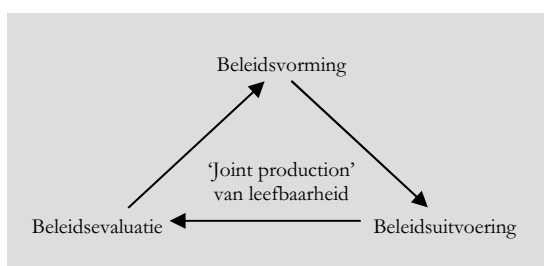 Beleidsvorming
‘Joint production’
van leefbaarheid
Beleidsevaluatie
Beleidsuitvoering